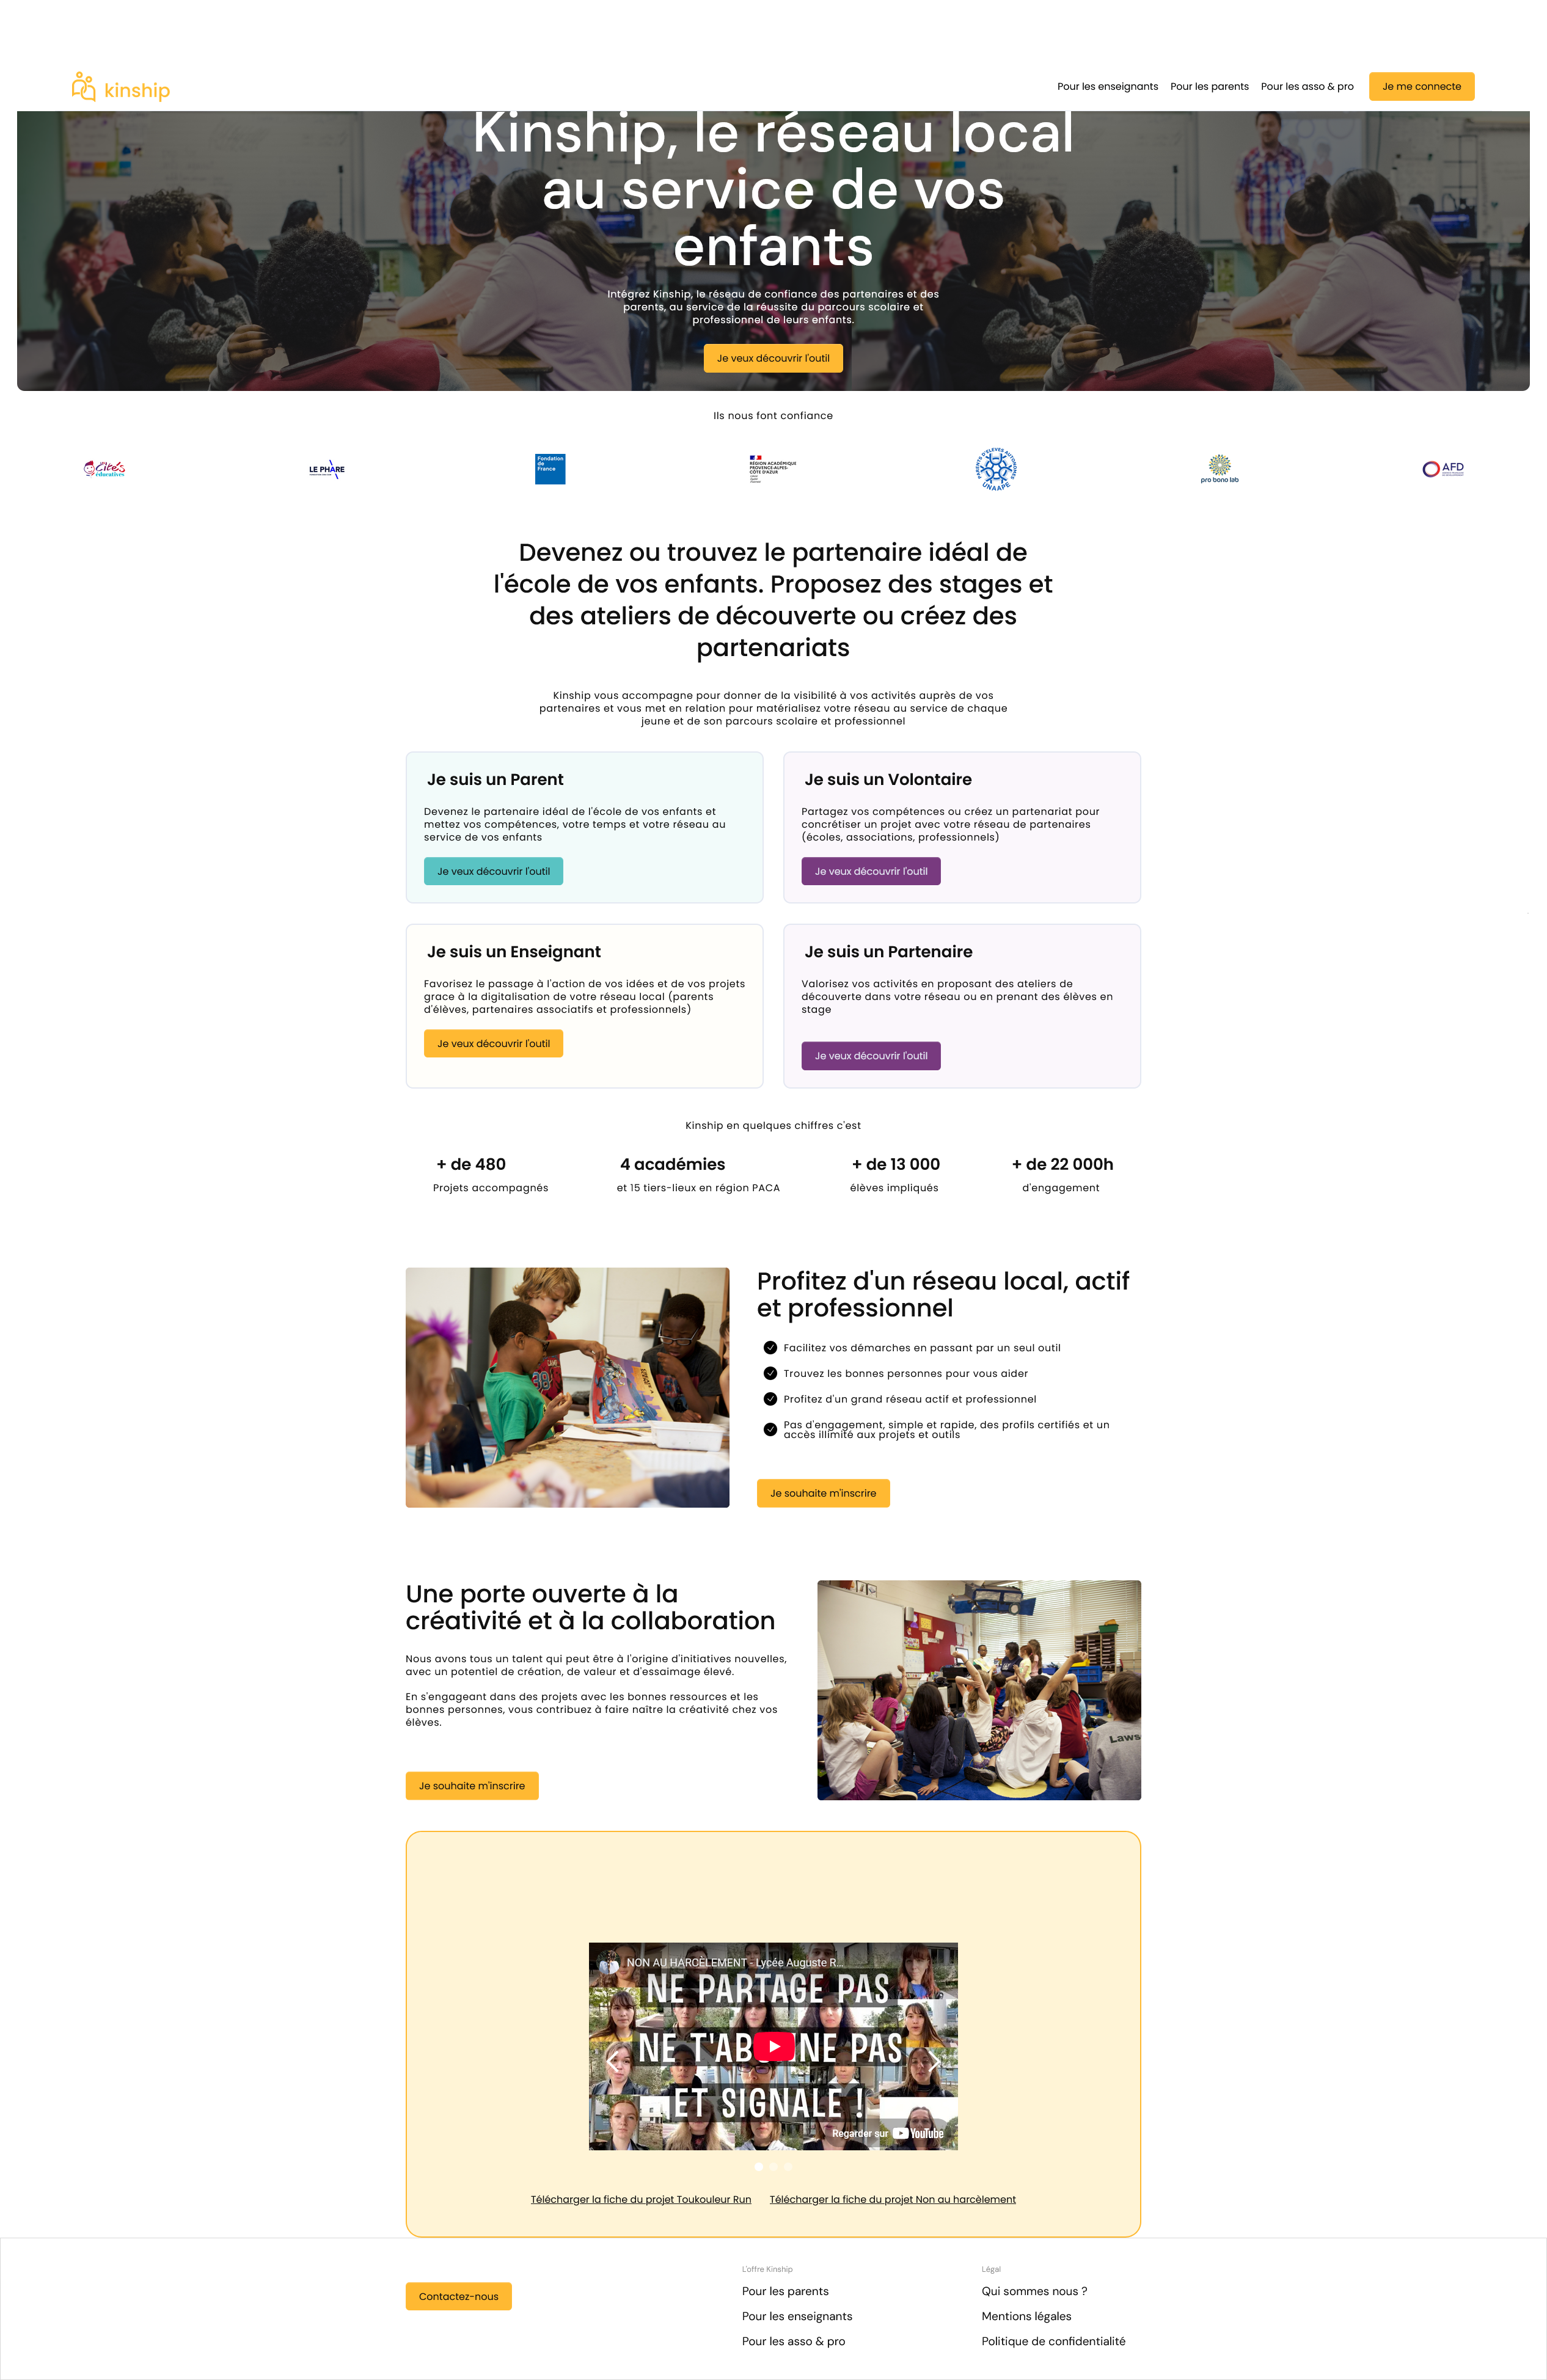 kinship
Pour les enseignants
Pour les parents
Pour les asso & pro
Je me connecte
Kinship, le réseau local
au service de vos
enfants
Intégrez Kinship, le réseau de confiance des partenaires et des
parents, au service de la réussite du parcours scolaire et
professionnel de leurs enfants.
Je veux découvrir l'outil
Ils nous font confiance
Cités
éducatives
LE PHARE
Fondation
de
France
RÉGION ACADÉMIQUE
PROVENCE-ALPES-
CÔTE D'AZUR
PARENTS D'ELEVES AUTONOMES
UNAAPE
pro bono lab
AFD
Devenez ou trouvez le partenaire idéal de
l'école de vos enfants. Proposez des stages et
des ateliers de découverte ou créez des
partenariats
Kinship vous accompagne pour donner de la visibilité à vos activités auprès de vos
partenaires et vous met en relation pour matérialisez votre réseau au service de chaque
jeune et de son parcours scolaire et professionnel
Je suis un Parent
Devenez le partenaire idéal de l'école de vos enfants et
mettez vos compétences, votre temps et votre réseau au
service de vos enfants
Je veux découvrir l'outil
Je suis un Volontaire
Partagez vos compétences ou créez un partenariat pour
concrétiser un projet avec votre réseau de partenaires
(écoles, associations, professionnels)
Je veux découvrir l'outil
Je suis un Enseignant
Favorisez le passage à l'action de vos idées et de vos projets
grace à la digitalisation de votre réseau local (parents
d'élèves, partenaires associatifs et professionnels)
Je veux découvrir l'outil
Je suis un Partenaire
Valorisez vos activités en proposant des ateliers de
découverte dans votre réseau ou en prenant des élèves en
stage
Je veux découvrir l'outil
Kinship en quelques chiffres c'est
+ de 480
Projets accompagnés
4 académies
et 15 tiers-lieux en région PACA
+ de 13 000
élèves impliqués
+ de 22 000h
d'engagement
Profitez d'un réseau local, actif
et professionnel
Facilitez vos démarches en passant par un seul outil
Trouvez les bonnes personnes pour vous aider
Profitez d'un grand réseau actif et professionnel
Pas d'engagement, simple et rapide, des profils certifiés et un
accès illimité aux projets et outils
Je souhaite m'inscrire
Une porte ouverte à la
créativité et à la collaboration
Nous avons tous un talent qui peut être à l'origine d'initiatives nouvelles,
avec un potentiel de création, de valeur et d'essaimage élevé.
En s'engageant dans des projets avec les bonnes ressources et les
bonnes personnes, vous contribuez à faire naître la créativité chez vos
élèves.
Je souhaite m'inscrire
Laws
NON AU HARCÈLEMENT - Lycée Auguste R...
NE PARTAGE PAS
NE T'AB NNE PAS
ET SIGNALE !
Regarder sur YouTube
Télécharger la fiche du projet Toukouleur Run
Télécharger la fiche du projet Non au harcèlement
Contactez-nous
L'offre Kinship
Pour les parents
Pour les enseignants
Pour les asso & pro
Légal
Qui sommes nous ?
Mentions légales
Politique de confidentialité